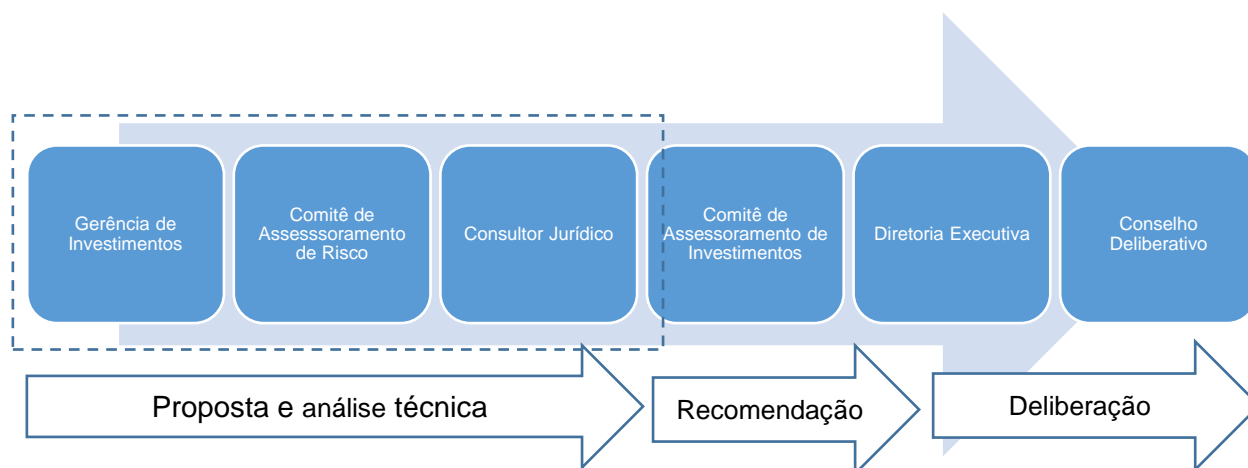 Gerência de
Investimentos
Comitê de
Assesssoramento
de Risco
Consultor Jurídico
Comitê de
Assessoramento de
Investimentos
Diretoria Executiva
Conselho
Deliberativo
Proposta e análise técnica
Recomendação
Deliberação